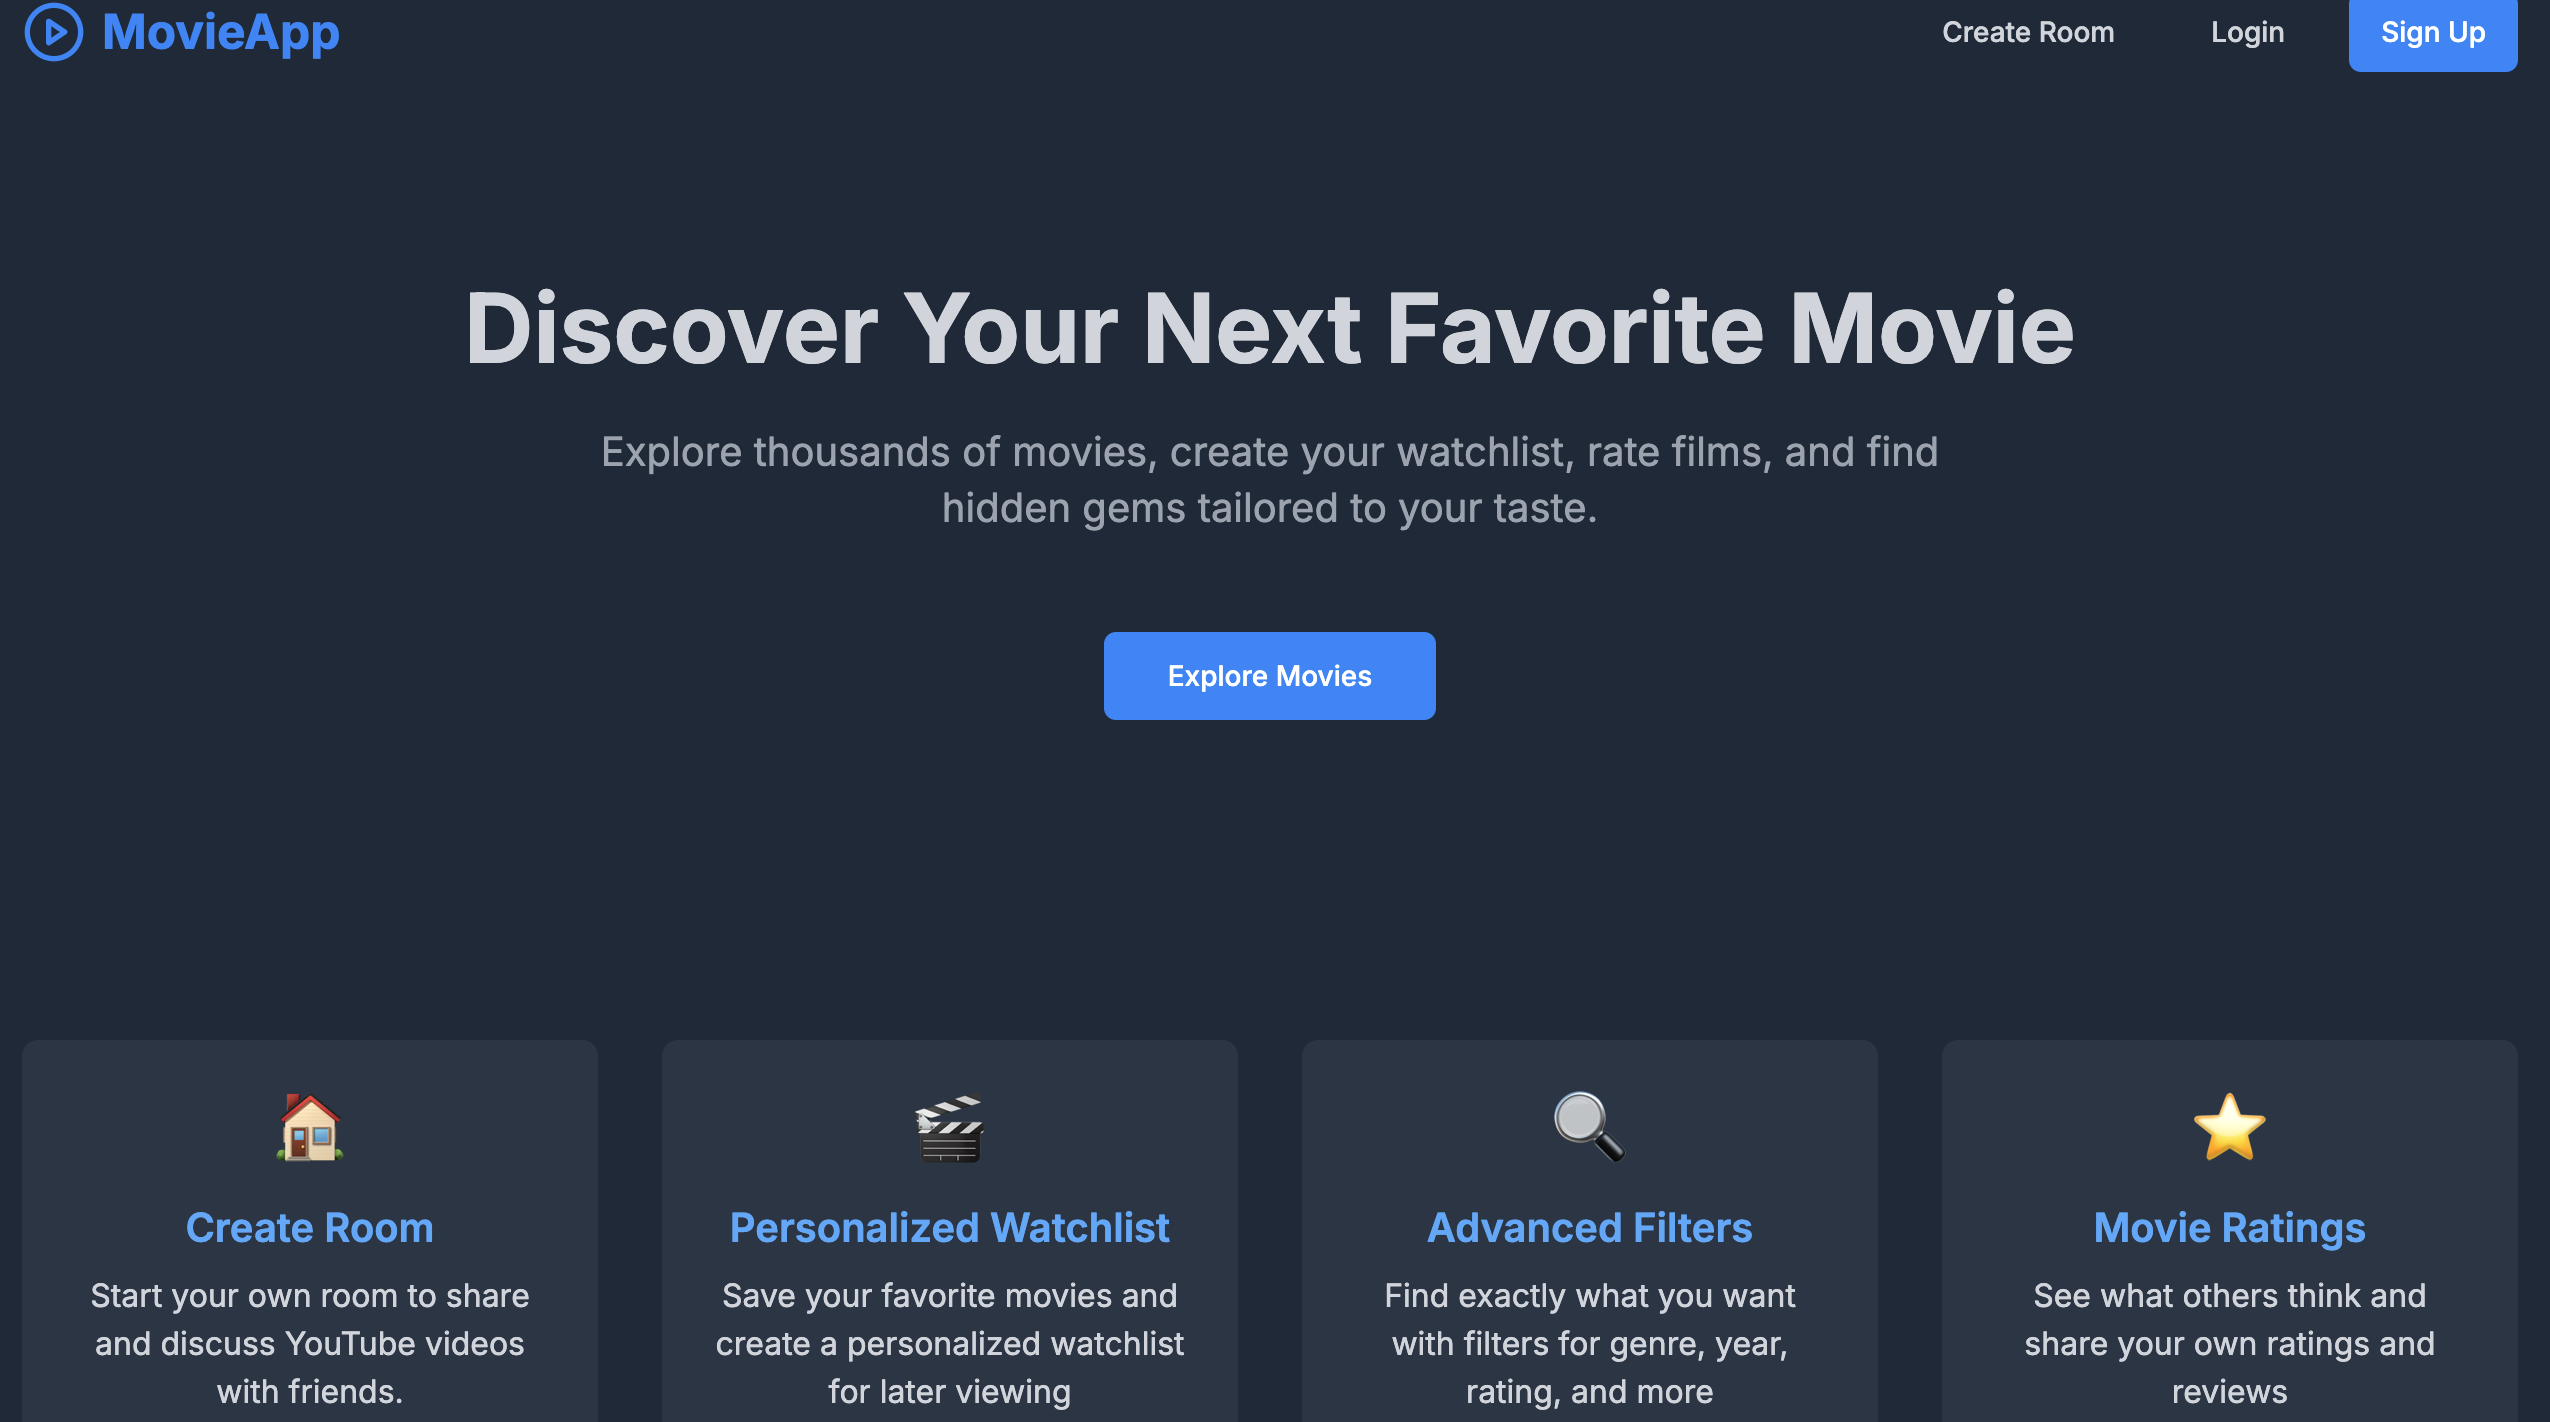 MovieApp
Create Room
Login
Sign Up
Discover Your Next Favorite Movie
Explore thousands of movies, create your watchlist, rate films, and find
hidden gems tailored to your taste.
Explore Movies
Create Room
Start your own room to share
and discuss YouTube videos
with friends.
Personalized Watchlist
Save your favorite movies and
create a personalized watchlist
for later viewing
Advanced Filters
Find exactly what you want
with filters for genre, year,
rating, and more
Movie Ratings
See what others think and
share your own ratings and
reviews